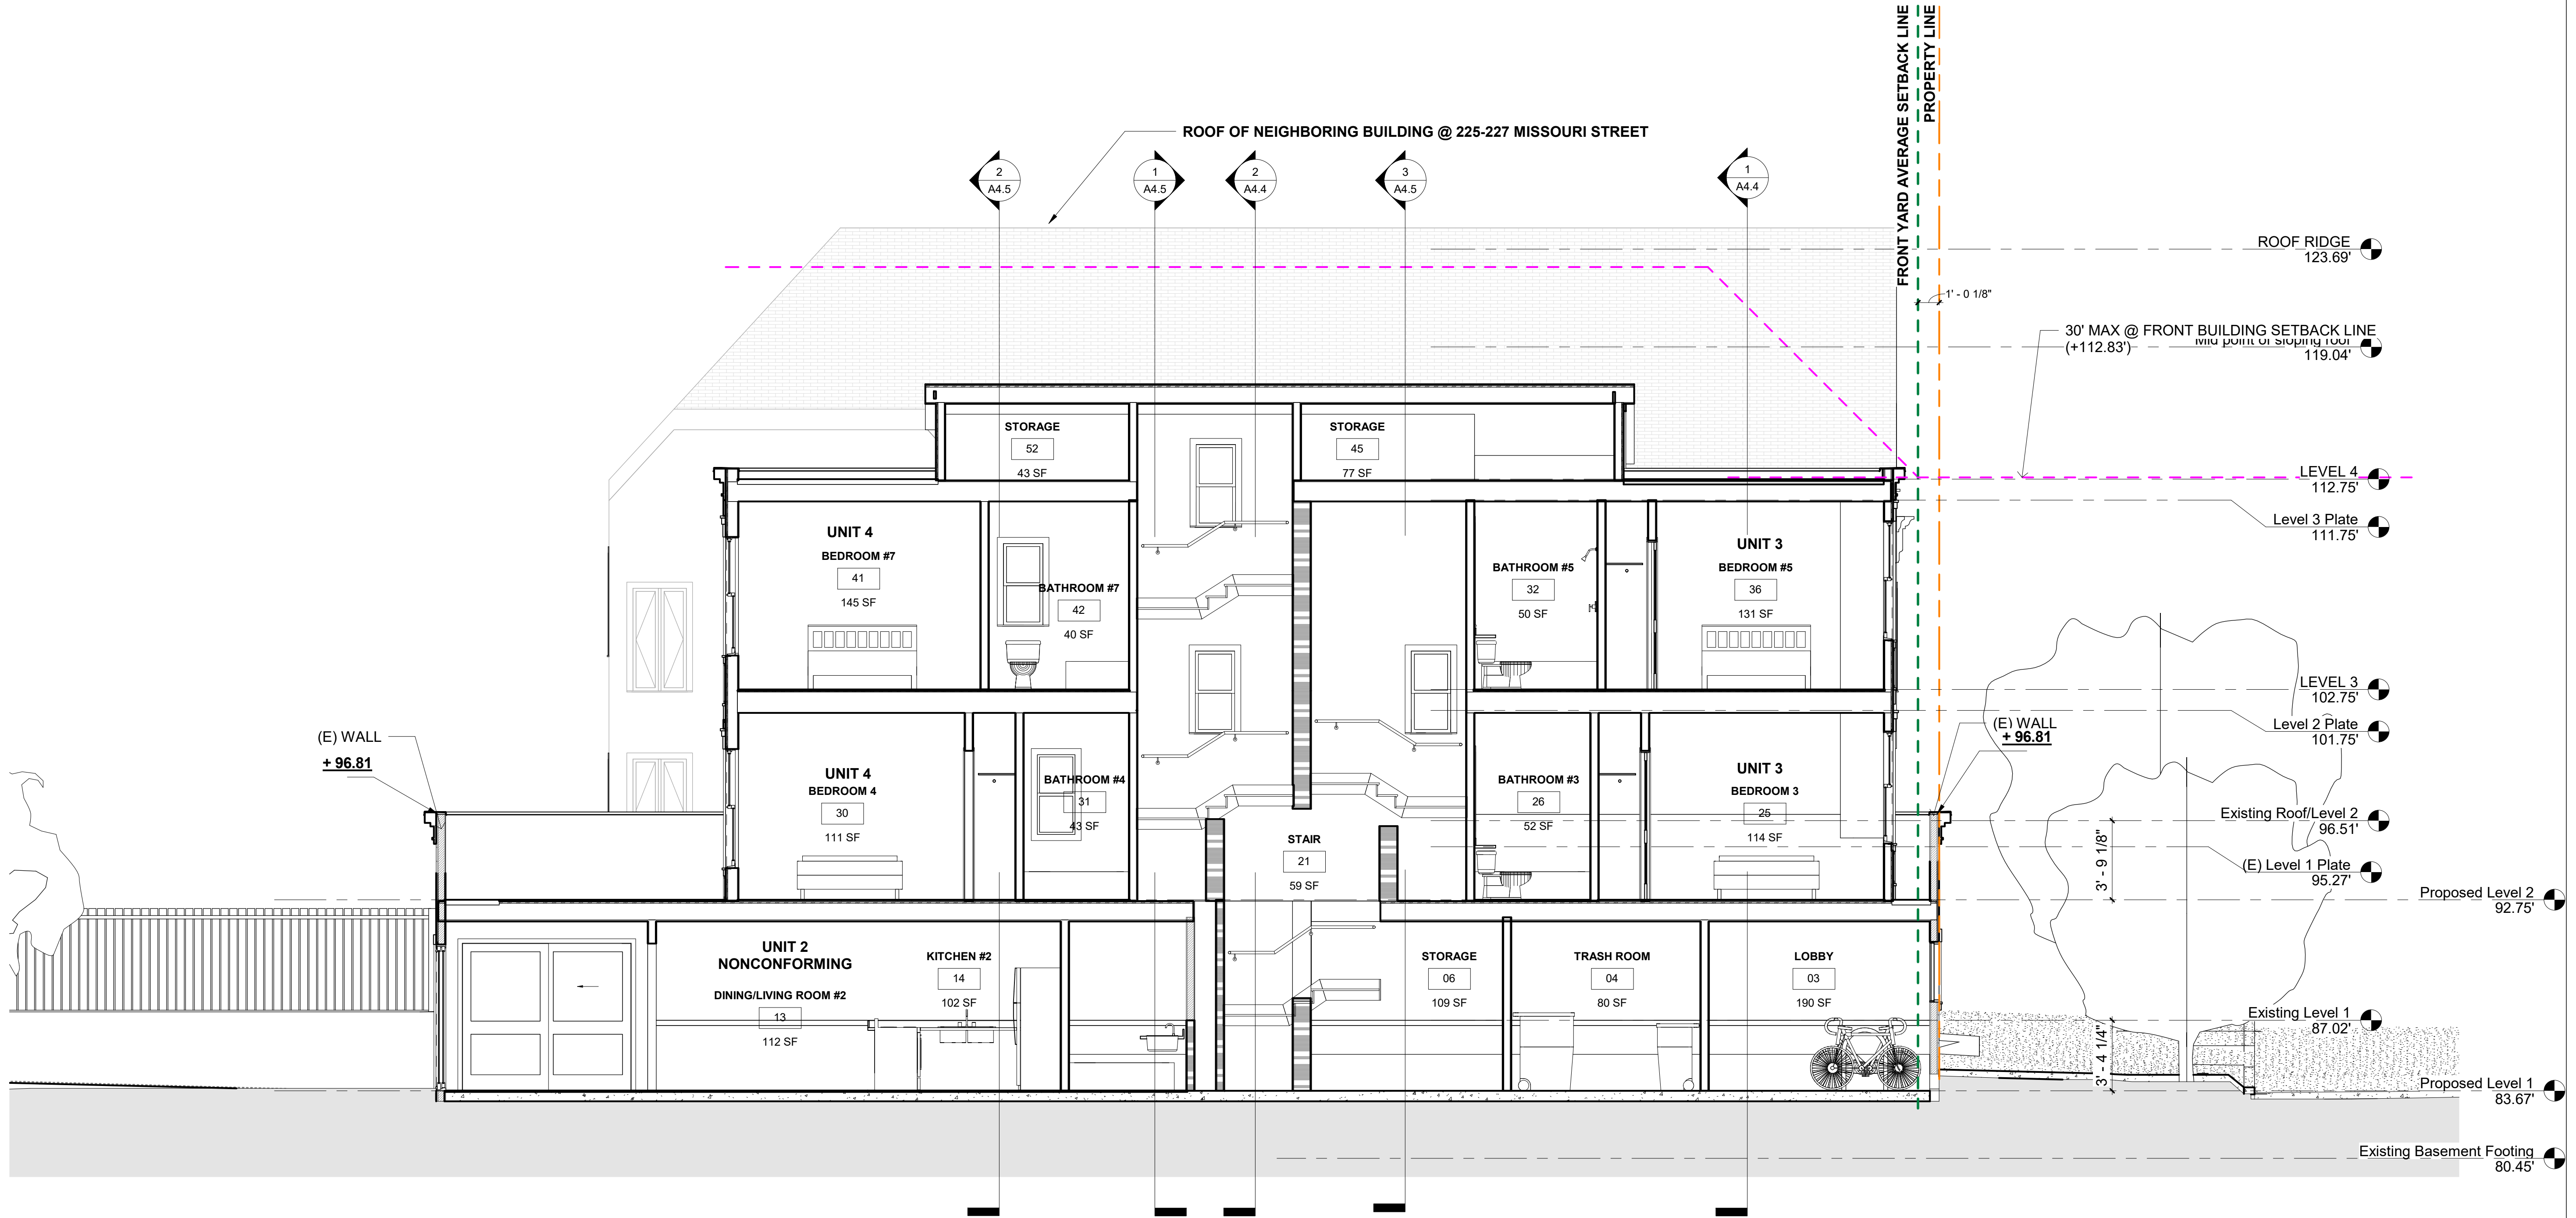 FRONT YARD AVERAGE SETBACK LINE
PROPERTY LINE
ROOF OF NEIGHBORING BUILDING @ 225-227 MISSOURI STREET
2
A4.5
1
A4.5
2
A4.4
3
A4.5
1
A4.4
ROOF RIDGE
123.69'
1' - 0 1/8"
30' MAX @ FRONT BUILDING SETBACK LINE
(+112.83')
Mid point of sloping roof
119.04'
STORAGE
52
43 SF
STORAGE
45
77 SF
LEVEL 4
112.75'
Level 3 Plate
111.75'
UNIT 4
BEDROOM #7
41
145 SF
BATHROOM #7
42
40 SF
BATHROOM #5
32
50 SF
UNIT 3
BEDROOM #5
36
131 SF
LEVEL 3
102.75'
Level 2 Plate
101.75'
(E) WALL
+ 96.81
(E) WALL
+ 96.81
UNIT 4
BEDROOM 4
30
111 SF
BATHROOM #4
31
43 SF
STAIR
21
59 SF
BATHROOM #3
26
52 SF
UNIT 3
BEDROOM 3
25
114 SF
Existing Roof/Level 2
96.51'
3' - 9 1/8"
(E) Level 1 Plate
95.27'
Proposed Level 2
92.75'
UNIT 2
NONCONFORMING
DINING/LIVING ROOM #2
13
112 SF
KITCHEN #2
14
102 SF
STORAGE
06
109 SF
TRASH ROOM
04
80 SF
LOBBY
03
190 SF
Existing Level 1
87.02'
3' - 4 1/4"
Proposed Level 1
83.67'
Existing Basement Footing
80.45'